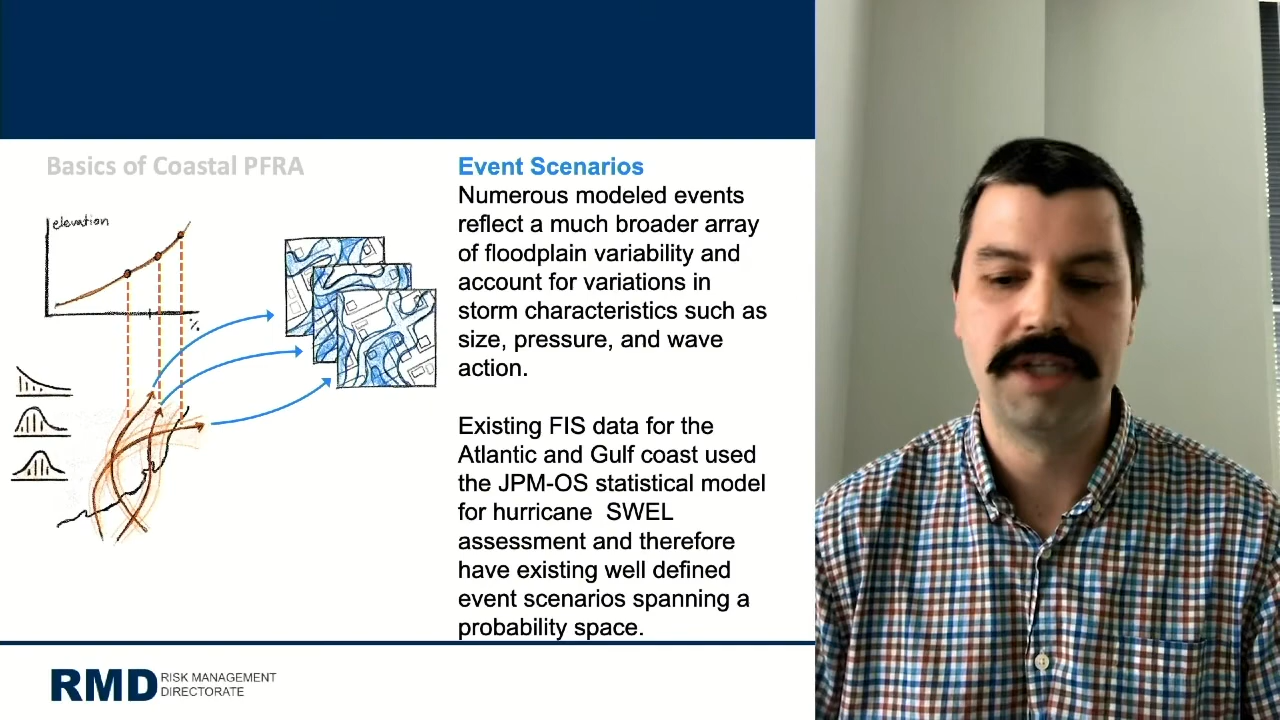 Basics of Coastal PFRA
elevation
%
Event Scenarios
Numerous modeled events
reflect a much broader array
of floodplain variability and
account for variations in
storm characteristics such as
size, pressure, and wave
action.
Existing FIS data for the
Atlantic and Gulf coast used
the JPM-OS statistical model
for hurricane  SWEL
assessment and therefore
have existing well defined
event scenarios spanning a
probability space.
RMD RISK MANAGEMENT
DIRECTORATE